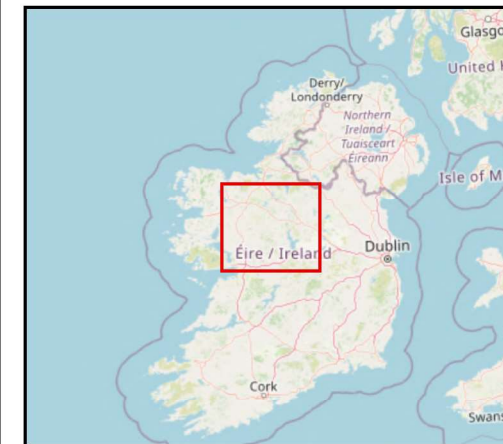 Glasgo
United K
Derry/
Londonderry
Northern
Ireland /
Tuaisceart
Éireann
Isle of M
Éire / Ireland
Dublin
Cork
Swans